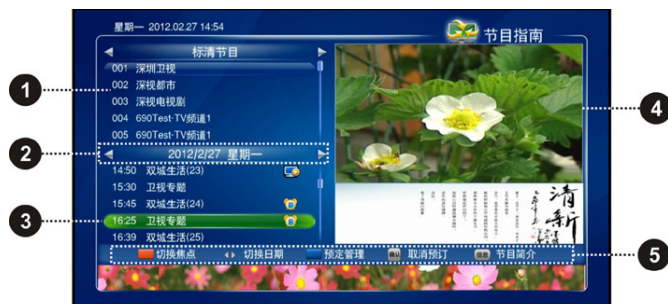 星期一 2012.02.27 14:54
节目指南
标清节目
001 深圳卫视
002 深视都市
003 深视电视剧
004 690Test-TV频道1
005 690Test-TV频道1
2012/2/27 星期一
14:50 双城生活(23)
15:30 卫视专题
15:45 双城生活(24)
16:25 卫视专题
16:39 双城生活(25)
清新
切换焦点 切换日期 预定管理 确认 取消预订 信息 节目简介
1
2
3
4
5